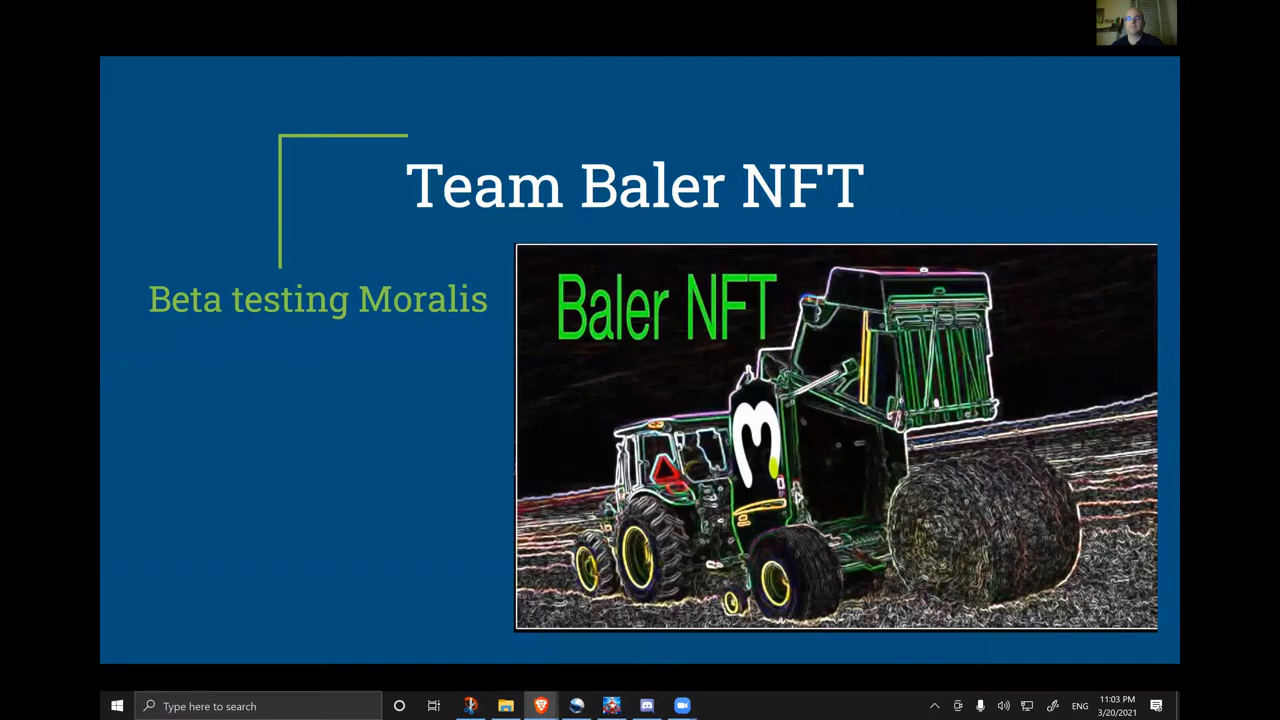 Team Baler NFT
Beta testing Moralis
Baler NFT
M
Type here to search
ENG
11:03 PM
3/20/2021